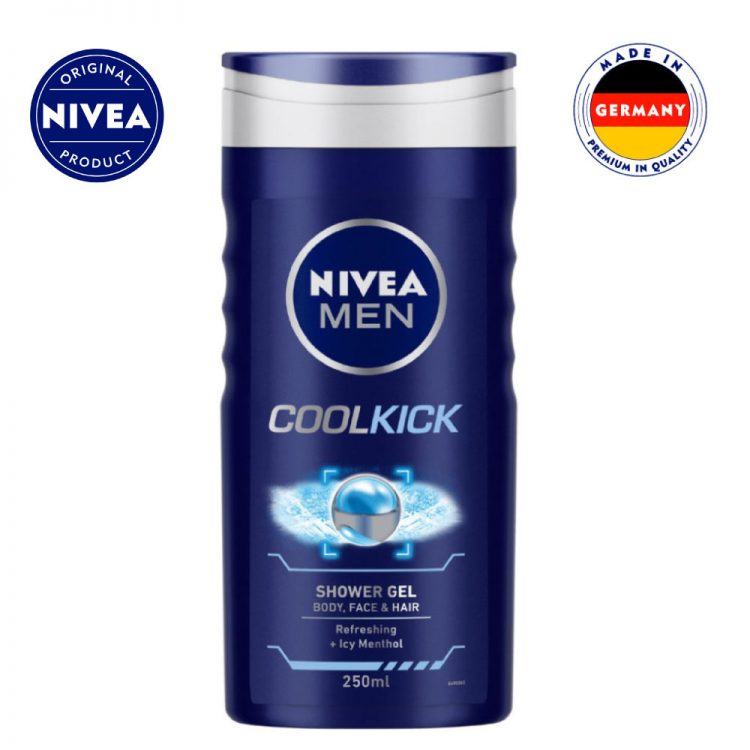 ORIGINAL
NIVEA
PRODUCT
MADE IN
GERMANY
PREMIUM IN QUALITY
NIVEA
MEN
COOLKICK
SHOWER GEL
BODY, FACE & HAIR
Refreshing
+ Icy Menthol
250ml